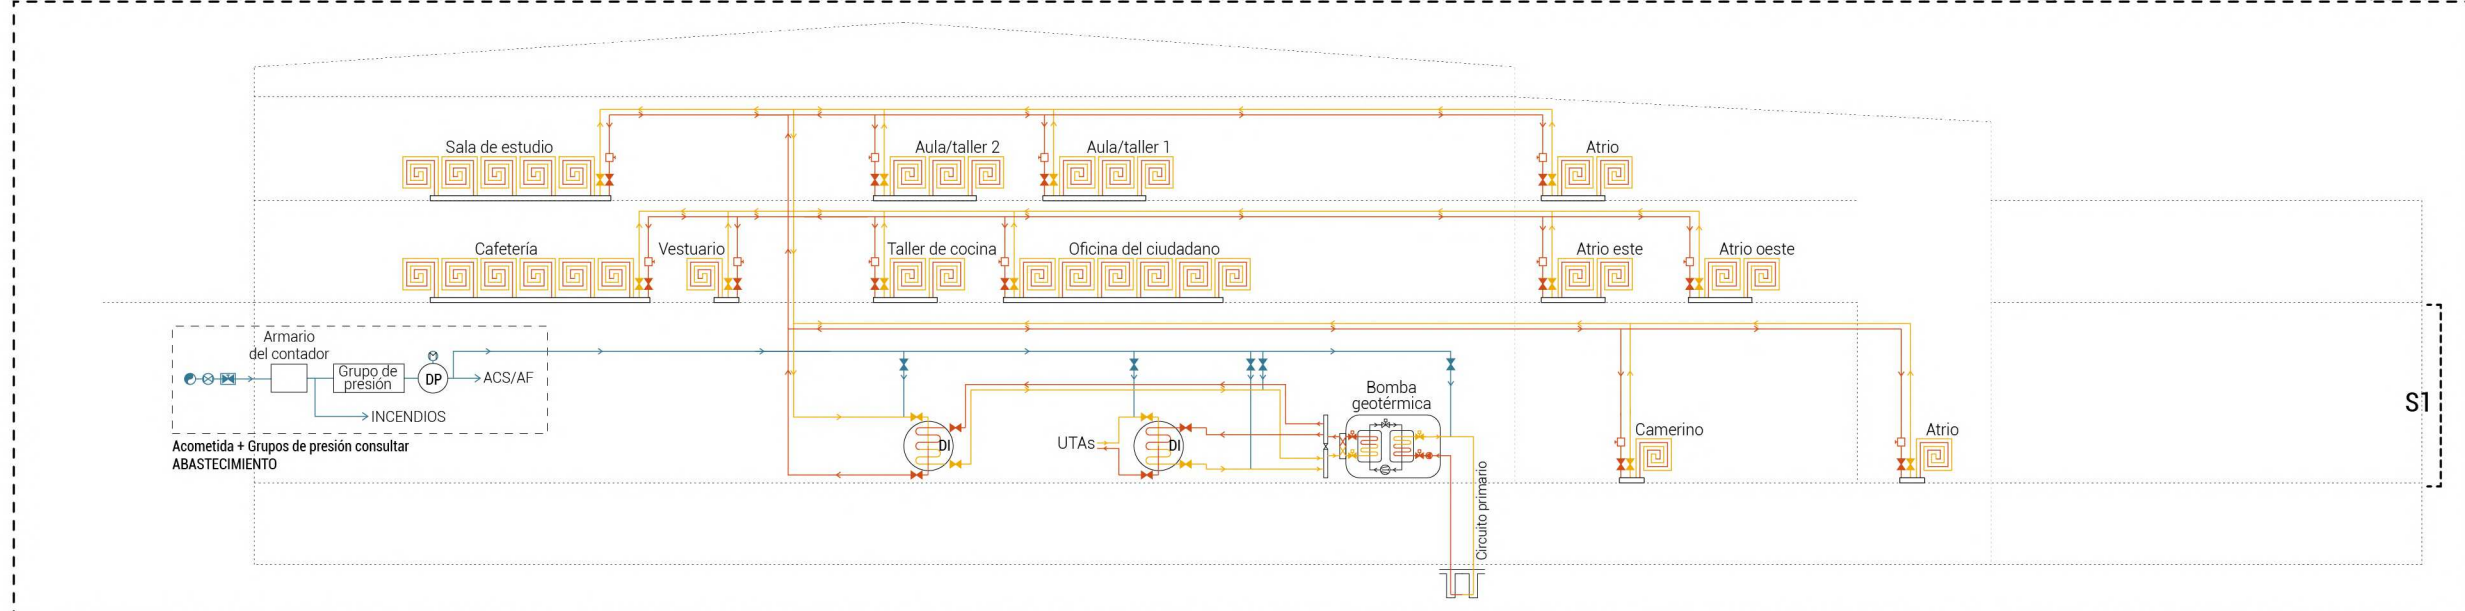 Sala de estudio
Aula/taller 2
Aula/taller 1
Atrio
Cafetería
Vestuario
Taller de cocina
Oficina del ciudadano
Atrio este
Atrio oeste
Armario
del contador
Grupo de
presión
M
DP
ACS/AF
INCENDIOS
Acometida + Grupos de presión consultar
ABASTECIMIENTO
DI
UTAs
DI
Bomba
geotérmica
Circuito primario
Camerino
Atrio
S1